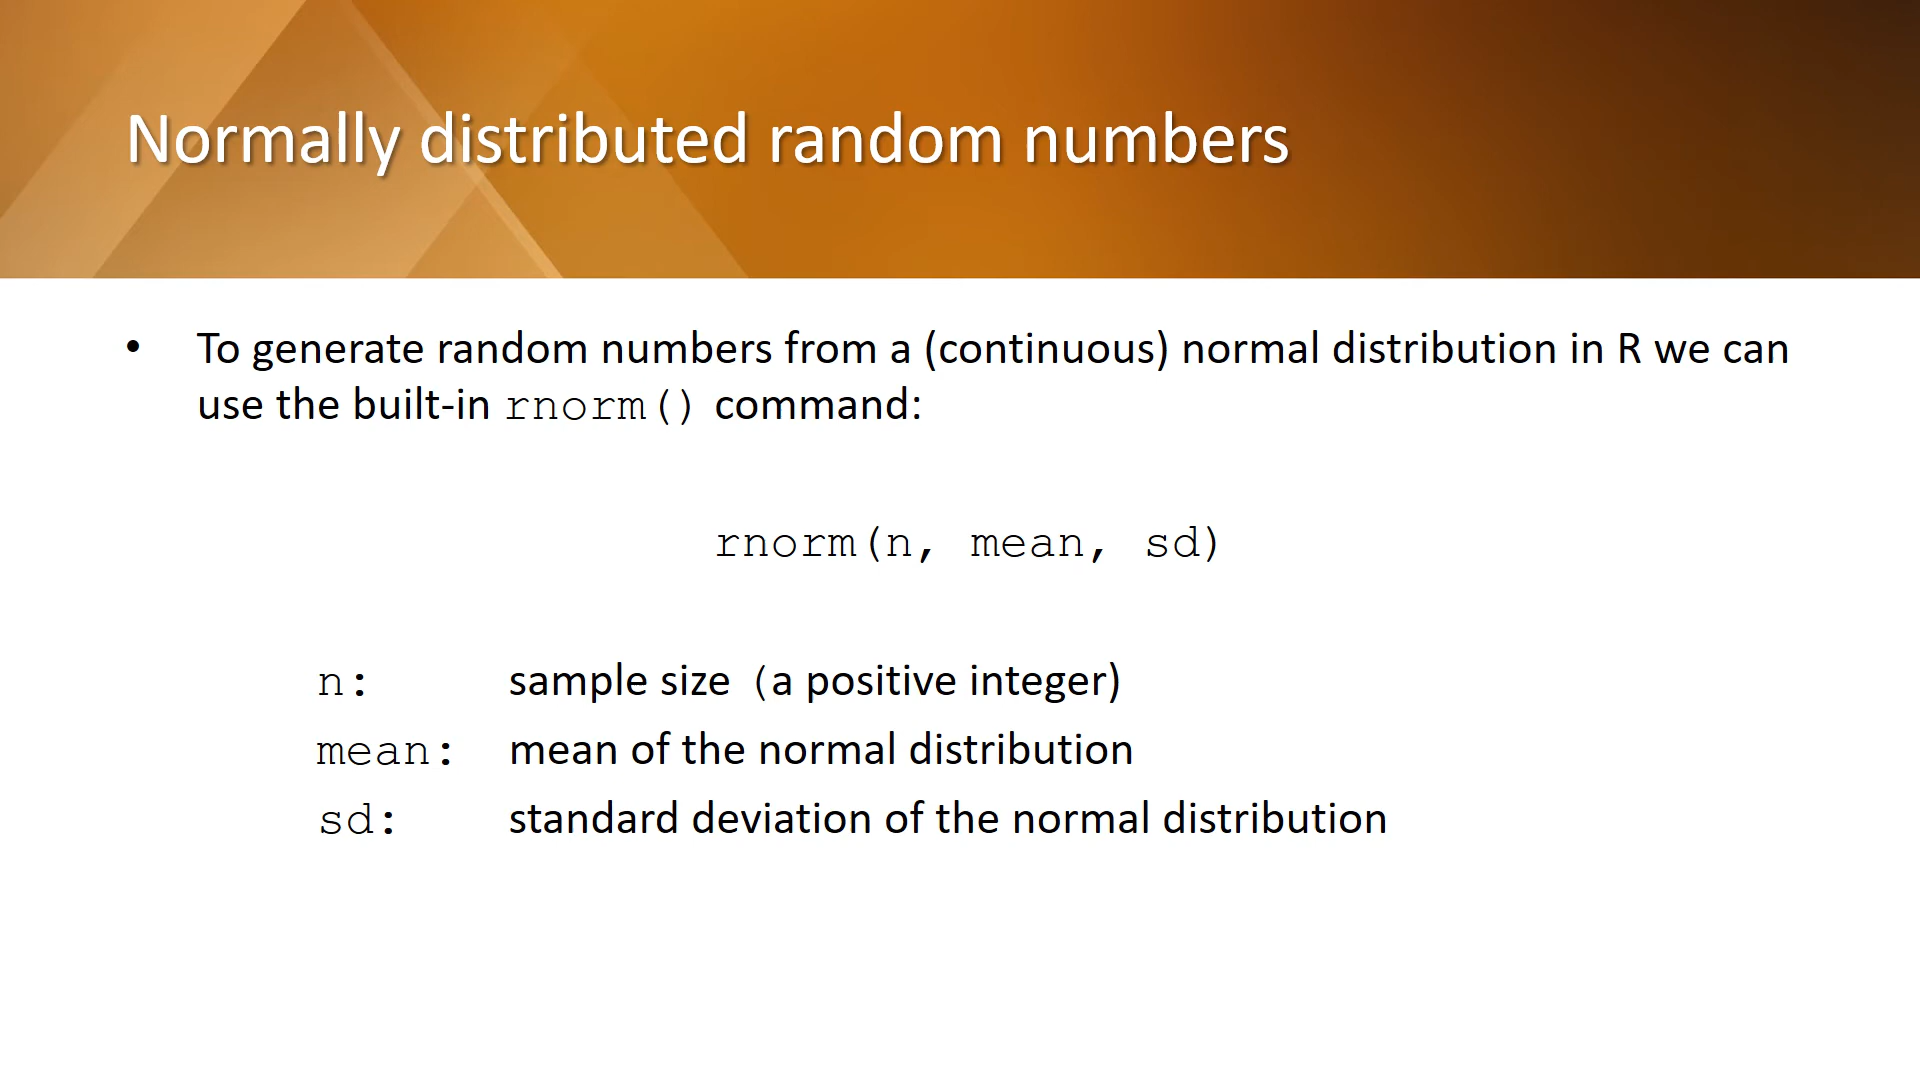 Normally distributed random numbers
• To generate random numbers from a (continuous) normal distribution in R we can
use the built-in rnorm() command:
rnorm(n, mean, sd)
n: sample size (a positive integer)
mean: mean of the normal distribution
sd: standard deviation of the normal distribution